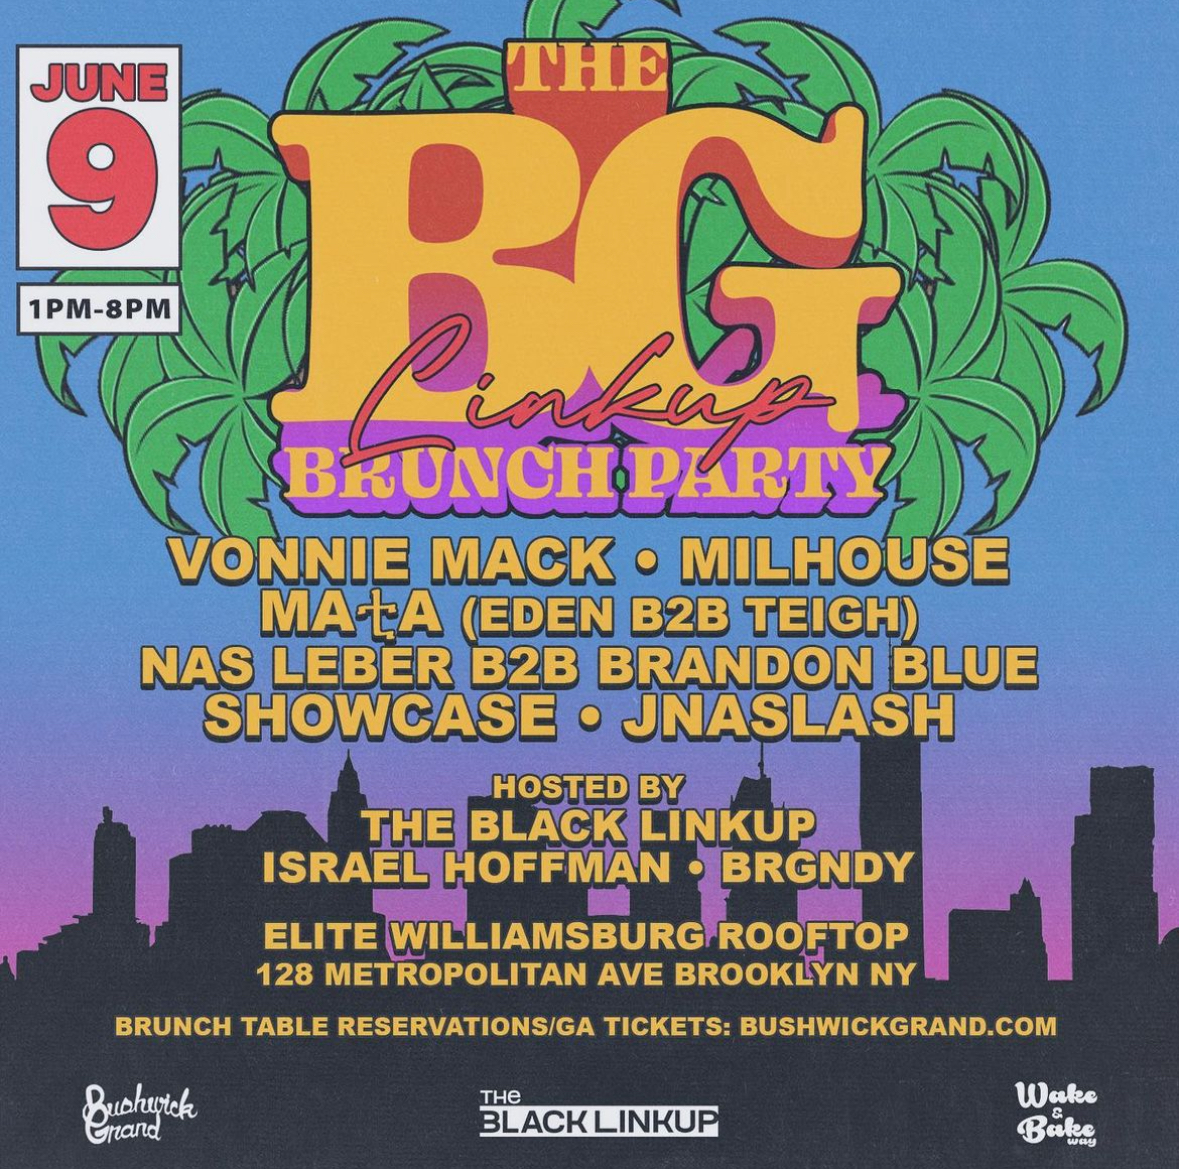 JUNE
9
1PM-8PM
THE
BG
Linkup
BRUNCH PARTY
VONNIE MACK • MILHOUSE
MAtA (EDEN B2B TEIGH)
NAS LEBER B2B BRANDON BLUE
SHOWCASE • JNASLASH
HOSTED BY
THE BLACK LINKUP
ISRAEL HOFFMAN • BRGNDY
ELITE WILLIAMSBURG ROOFTOP
128 METROPOLITAN AVE BROOKLYN NY
BRUNCH TABLE RESERVATIONS/GA TICKETS: BUSHWICKGRAND.COM
Bushwick
Grand
THe
BLACK LINKUP
Wake
&
Bake
way